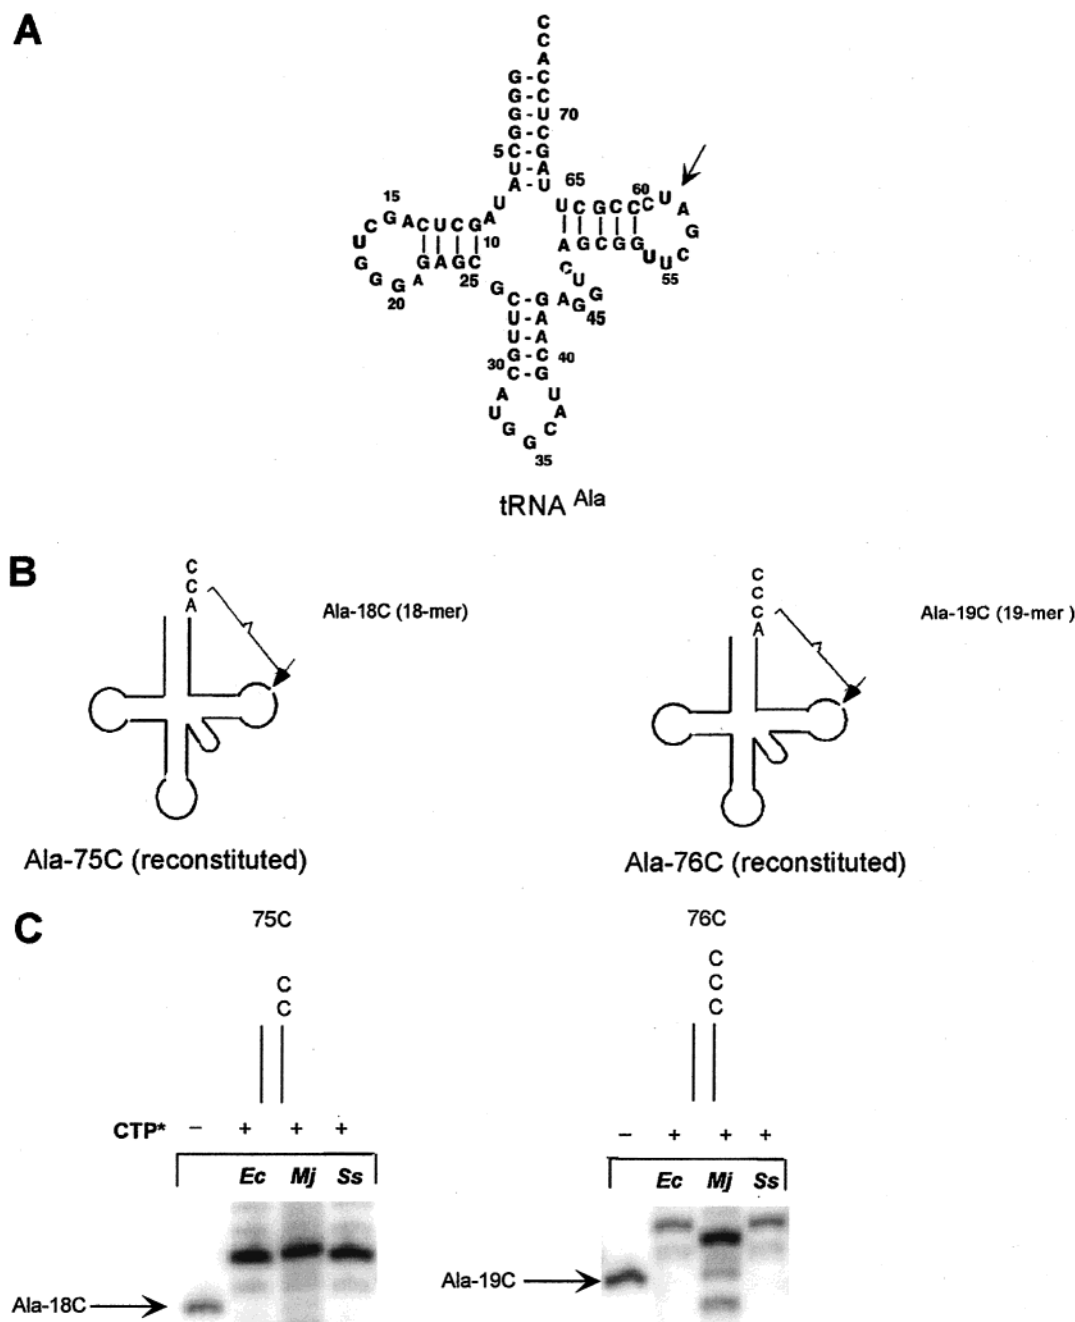 A
C
C
A
G-C
G-C
G-U 70
G-C
5 C-G
U-A
A-U
15 U 65 60
C G A C U C G A U C G C C C U A
U 10 G
G G G A G A G C A G C G G U U C
20 25 C 55
G U G
C-G A G 45
U-A
U-A
G-C 40
30 C-G
A U
U A
G C
G
35
tRNA Ala
B
C
C
A
Ala-18C (18-mer)
Ala-75C (reconstituted)
C
C
C
A
Ala-19C (19-mer )
Ala-76C (reconstituted)
C
75C
C
C
CTP* – + + +
Ec Mj Ss
Ala-18C
76C
C
C
C
– + + +
Ec Mj Ss
Ala-19C